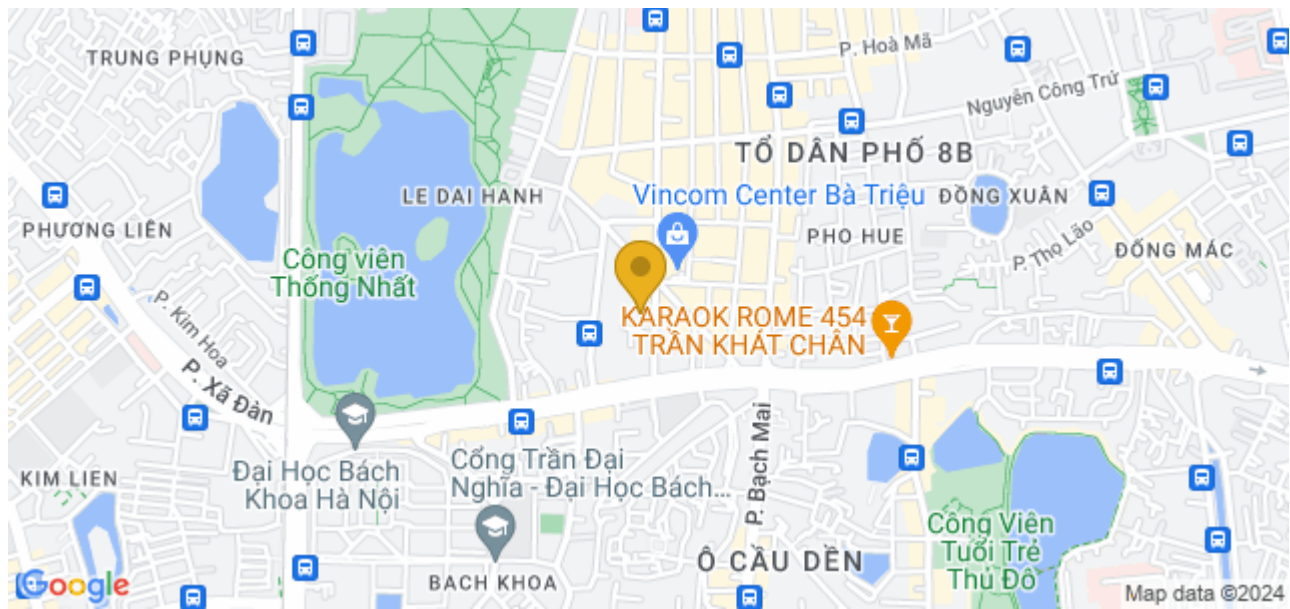 TRUNG PHỤNG
P. Hoà Mã
Nguyễn Công Trứ
TỔ DÂN PHỐ 8B
LE DAI HANH
Vincom Center Bà Triệu
ĐỒNG XUÂN
PHƯƠNG LIÊN
PHO HUE
P. Thọ Lão
ĐỐNG MÁC
Công viên
Thống Nhất
P. Kim Hoa
KARAOK ROME 454
TRẦN KHÁT CHÂN
P. Xã Đàn
P. Bạch Mai
Đại Học Bách
Khoa Hà Nội
Cổng Trần Đại
Nghĩa - Đại Học Bách...
KIM LIEN
Công Viên
Tuổi Trẻ
Thủ Đô
Ô CẦU DỀN
BACH KHOA
Google
Map data ©2024